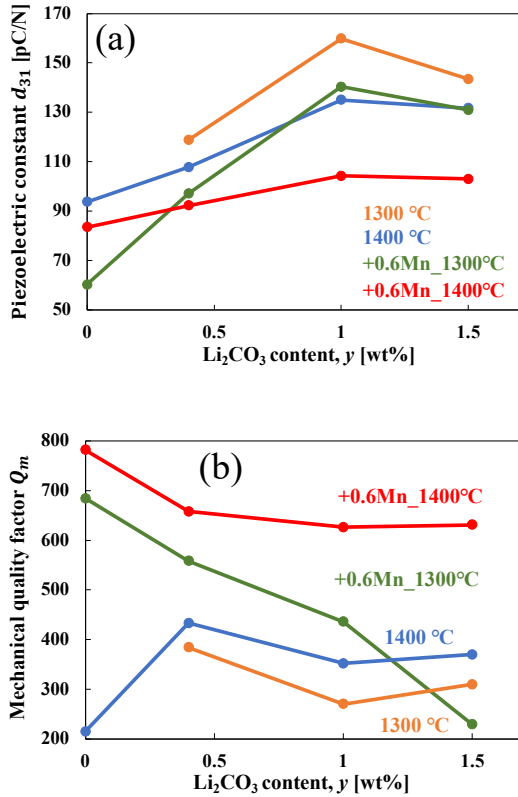 (a)
Piezoelectric constant d₃₁ [pC/N]
170
150
130
110
90
70
50
0
0.5
1
1.5
1300 ℃
1400 ℃
+0.6Mn_1300℃
+0.6Mn_1400℃
Li₂CO₃ content, y [wt%]
(b)
Mechanical quality factor Qₘ
800
700
600
500
400
300
200
0
0.5
1
1.5
+0.6Mn_1400℃
+0.6Mn_1300℃
1400 ℃
1300 ℃
Li₂CO₃ content, y [wt%]